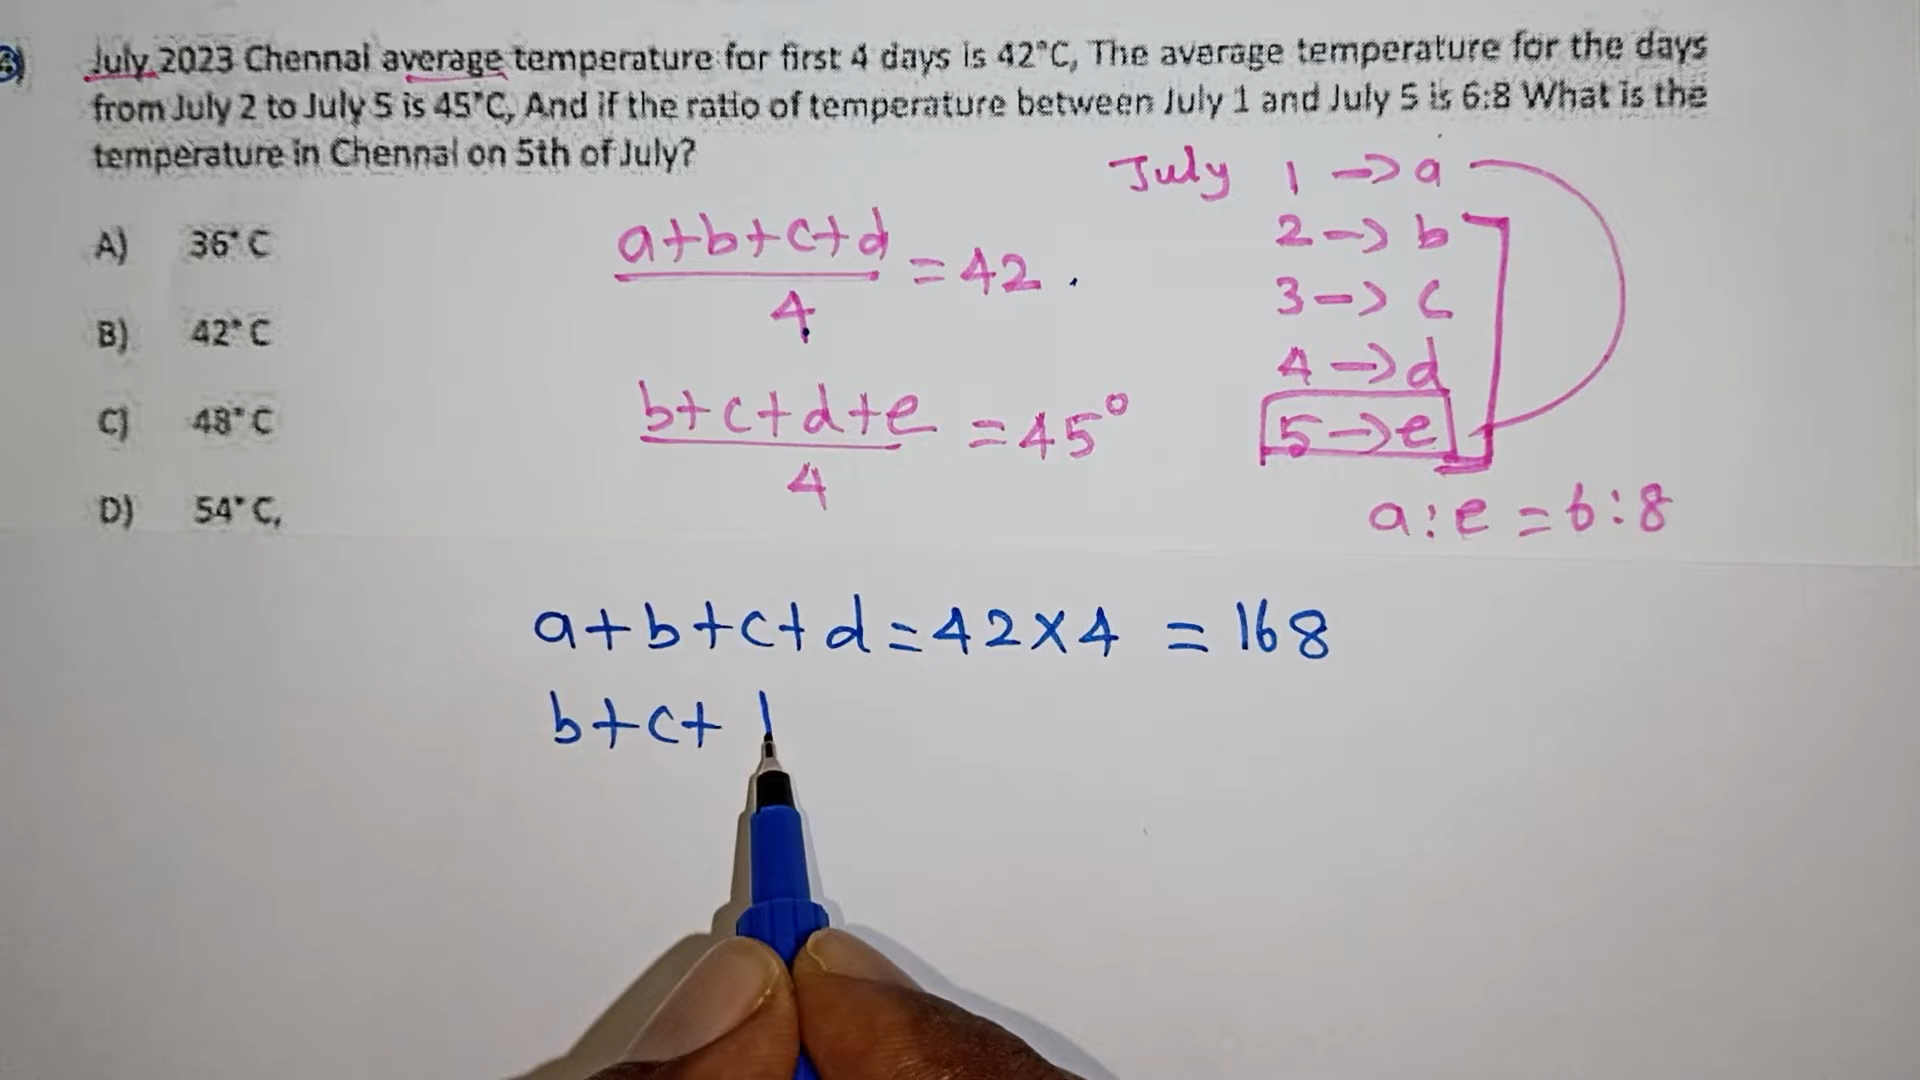 July 2023 Chennai average temperature for first 4 days is 42°C, The average temperature for the days
from July 2 to July 5 is 45°C, And if the ratio of temperature between July 1 and July 5 is 6:8 What is the
temperature in Chennai on 5th of July?
A) 36°C
B) 42°C
C) 48°C
D) 54°C,
a+b+c+d
4
=42
b+c+d+e
4
=45°
July 1 -> a
2 -> b
3 -> c
4 -> d
5 -> e
a:e=6:8
a+b+c+d=42×4 = 168
b+c+